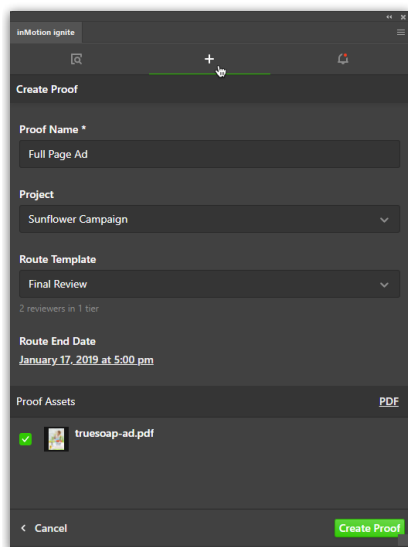 inMotion ignite
Create Proof
Proof Name *
Full Page Ad
Project
Sunflower Campaign
Route Template
Final Review
2 reviewers in 1 tier
Route End Date
January 17, 2019 at 5:00 pm
Proof Assets PDF
truesoap-ad.pdf
Cancel Create Proof